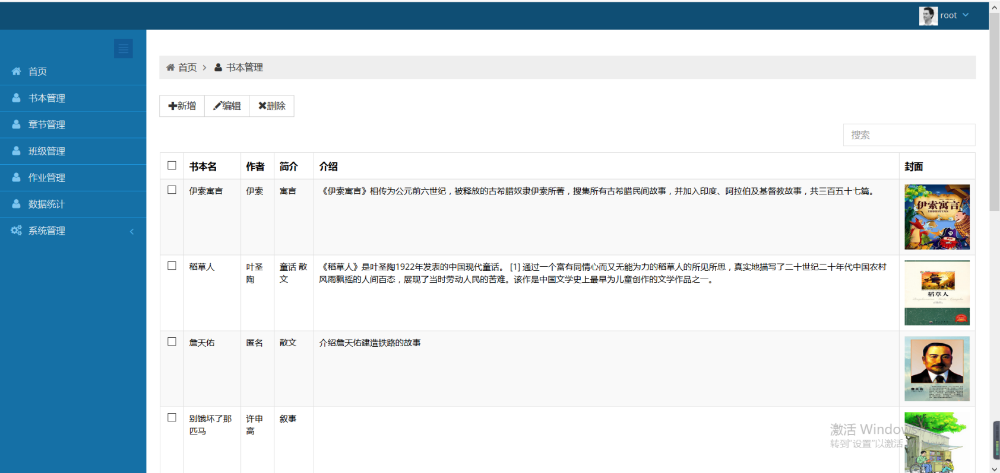 root
首页
书本管理
章节管理
班级管理
作业管理
数据统计
系统管理
首页 > 书本管理
新增 编辑 删除
搜索
书本名 作者 简介 介绍 封面
伊索寓言 伊索 寓言 《伊索寓言》相传为公元前六世纪，被释放的古希腊奴隶伊索所著，搜集所有古希腊民间故事，并加入印度、阿拉伯及基督教故事，共三百五十七篇。
伊索寓言
稻草人 叶圣 童话 散 《稻草人》是叶圣陶1922年发表的中国现代童话。 [1] 通过一个富有同情心而又无能为力的稻草人的所见所思，真实地描写了二十世纪二十年代中国农村
陶 文 风雨飘摇的人间百态，展现了当时劳动人民的苦难。该作是中国文学史上最早为儿童创作的文学作品之一。
稻草人
詹天佑 匿名 散文 介绍詹天佑建造铁路的故事
詹天佑
别饿坏了那 许申 叙事
匹马 高
激活 Windows
转到"设置"以激活